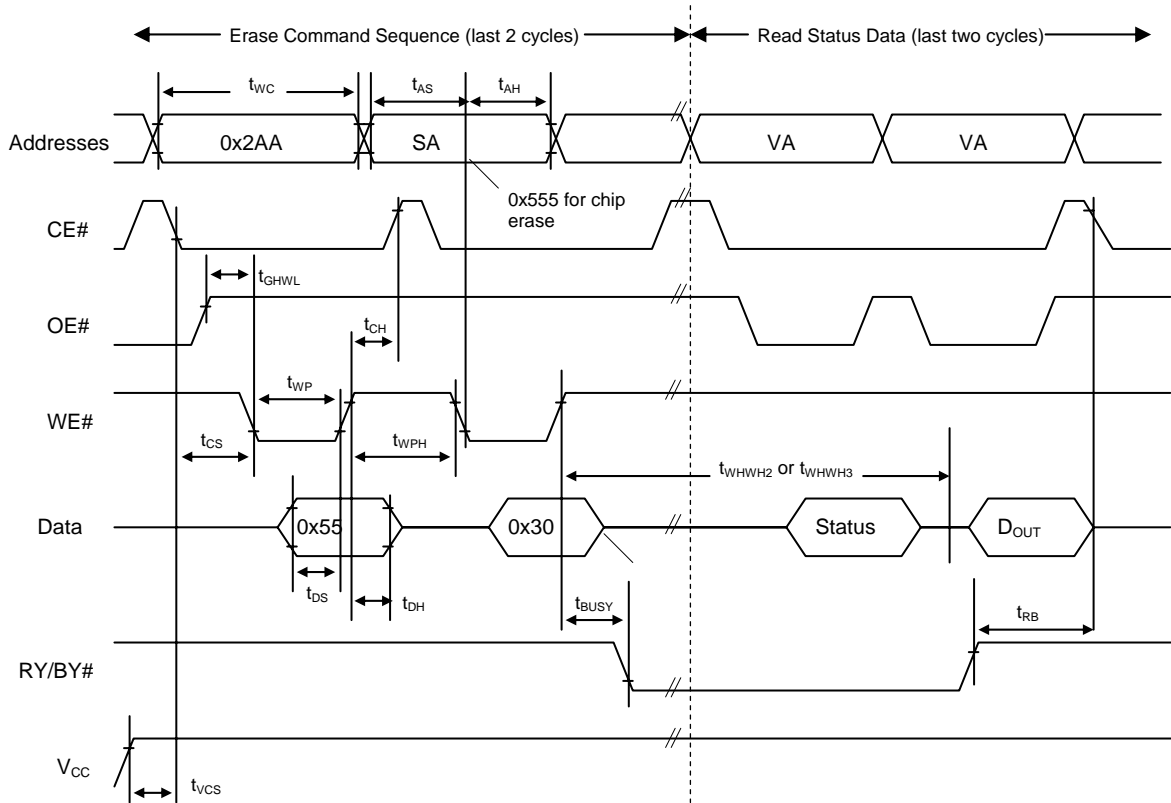 Erase Command Sequence (last 2 cycles)
Read Status Data (last two cycles)
tWC
tAS
tAH
Addresses
0x2AA
SA
VA
VA
0x555 for chip
erase
CE#
tGHWL
OE#
tCH
tWP
WE#
tCS
tWPH
tWHWH2 or tWHWH3
Data
0x55
0x30
Status
DOUT
tDS
tDH
tBUSY
tRB
RY/BY#
VCC
tVCS